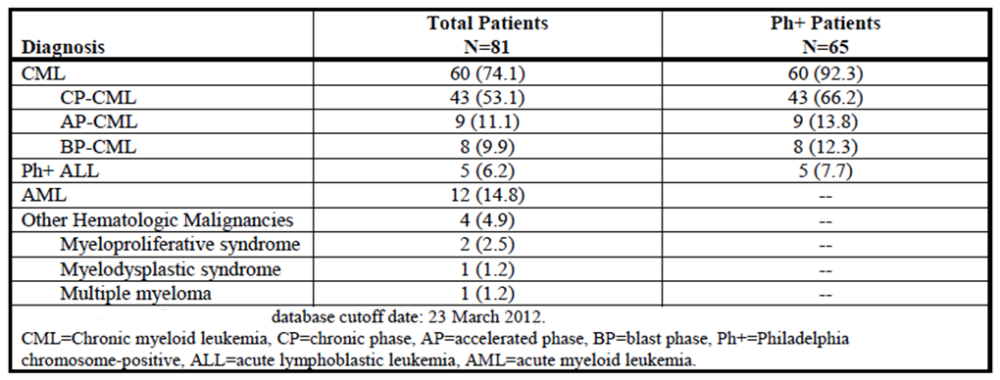 Diagnosis Total Patients N=81 Ph+ Patients N=65
CML 60 (74.1) 60 (92.3)
CP-CML 43 (53.1) 43 (66.2)
AP-CML 9 (11.1) 9 (13.8)
BP-CML 8 (9.9) 8 (12.3)
Ph+ ALL 5 (6.2) 5 (7.7)
AML 12 (14.8) --
Other Hematologic Malignancies 4 (4.9) --
Myeloproliferative syndrome 2 (2.5) --
Myelodysplastic syndrome 1 (1.2) --
Multiple myeloma 1 (1.2) --
database cutoff date: 23 March 2012.
CML=Chronic myeloid leukemia, CP=chronic phase, AP=accelerated phase, BP=blast phase, Ph+=Philadelphia
chromosome-positive, ALL=acute lymphoblastic leukemia, AML=acute myeloid leukemia.